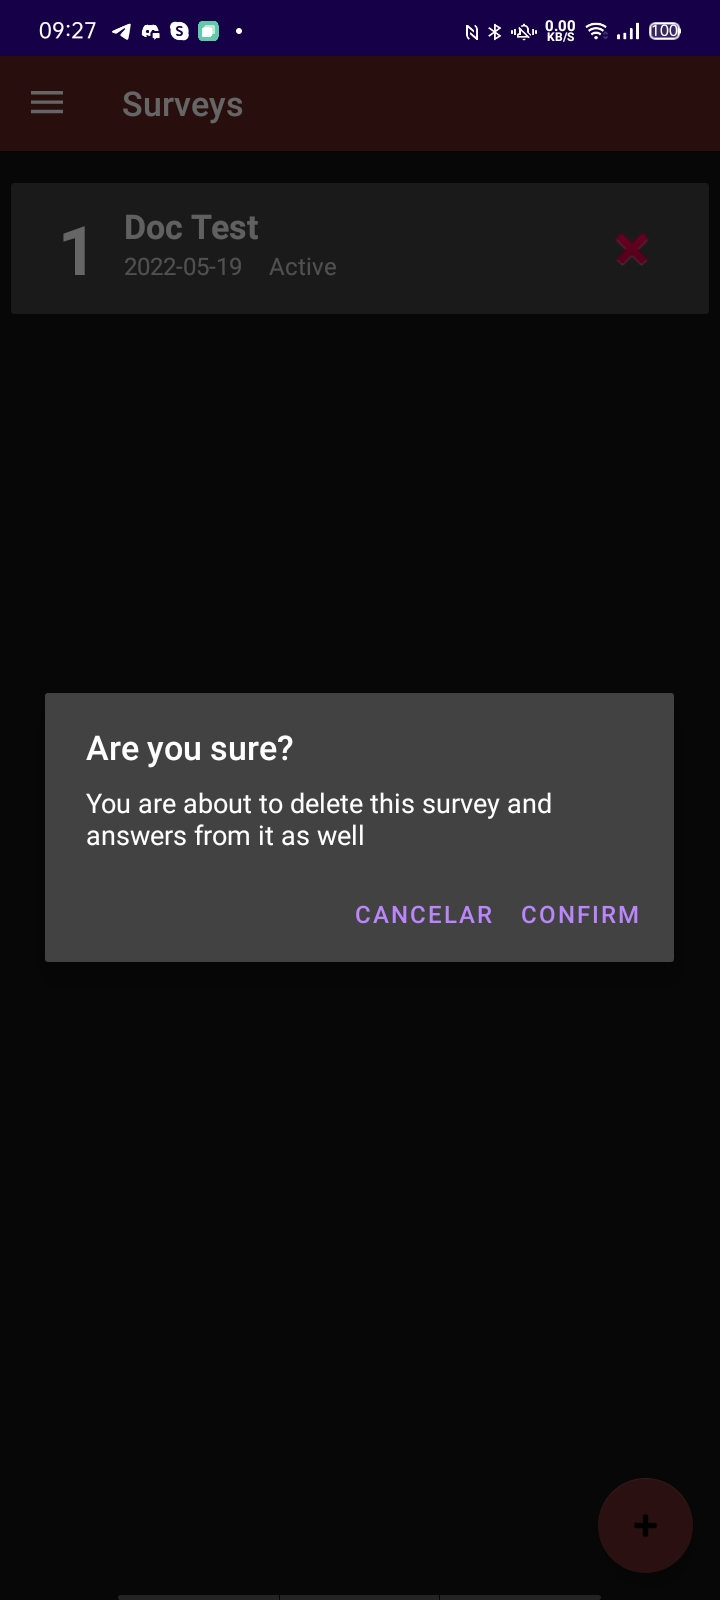 09:27 0.00 KB/S 100
Surveys
1
Doc Test
2022-05-19 Active
Are you sure?
You are about to delete this survey and
answers from it as well
CANCELAR CONFIRM